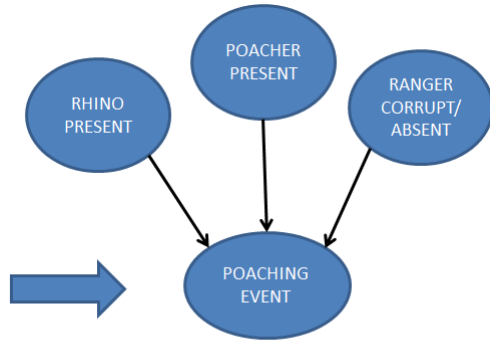 RHINO
PRESENT
POACHER
PRESENT
RANGER
CORRUPT/
ABSENT
POACHING
EVENT